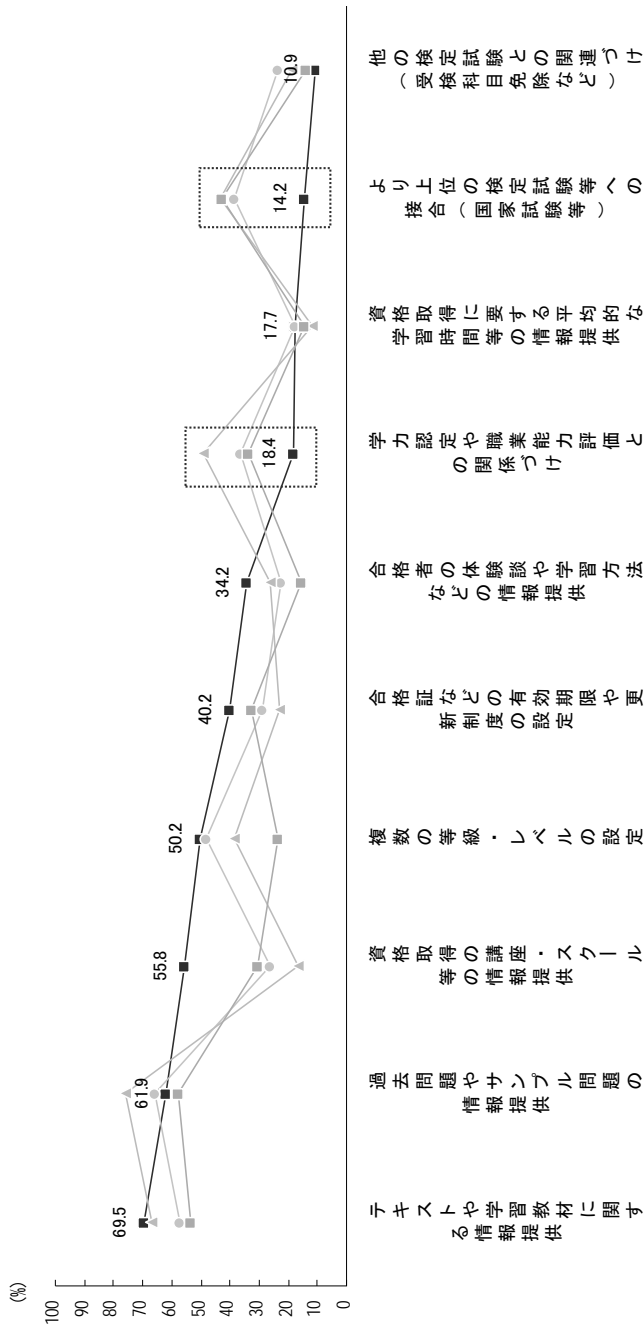 (%)
100
90
80
70
60
50
40
30
20
10
0
69.5
61.9
55.8
50.2
40.2
34.2
18.4
17.7
14.2
10.9
テキストや学習教材に関す
る情報提供
過去問題やサンプル問題の
情報提供
資格取得の講座・スクール
等の情報提供
複数の等級・レベルの設定
合格証などの有効期限や更
新制度の設定
合格者の体験談や学習方法
などの情報提供
学力認定や職業能力評価と
の関係づけ
資格取得に要する平均的な
学習時間等の情報提供
より上位の検定試験等への
接合(国家試験等)
他の検定試験との関連づけ
(受検科目免除など)